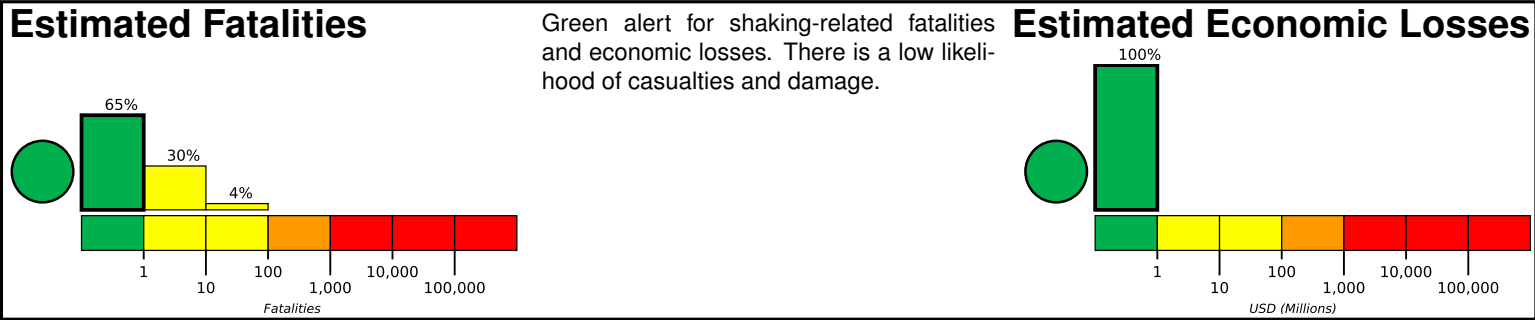 Estimated Fatalities
65%
30%
4%
1
10
100
1,000
10,000
100,000
Fatalities
Green alert for shaking-related fatalities
and economic losses. There is a low likeli-
hood of casualties and damage.
Estimated Economic Losses
100%
1
10
100
1,000
10,000
100,000
USD (Millions)